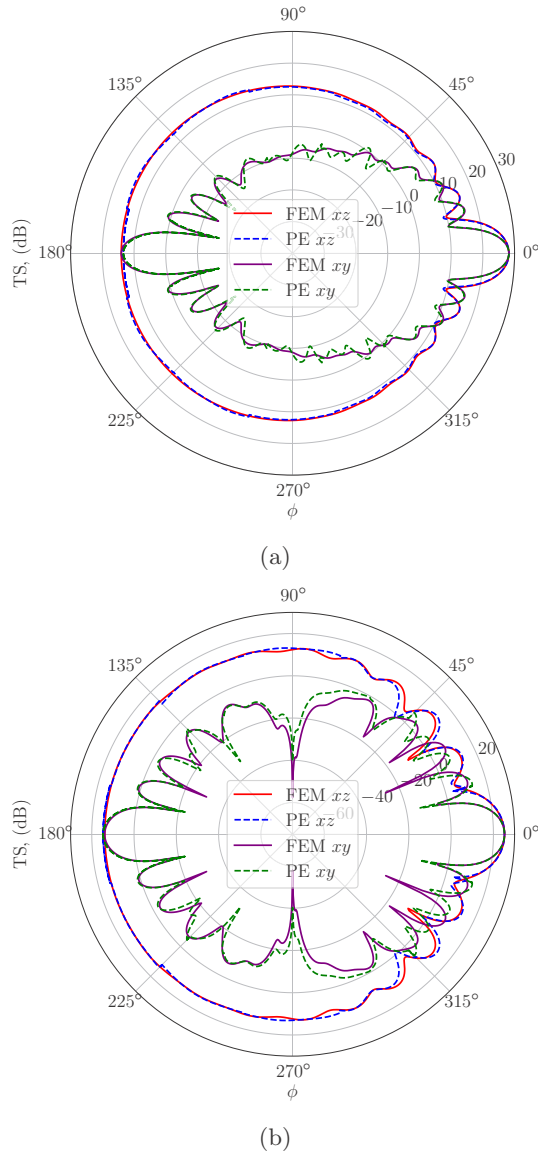 90°
135° 45°
30
20
10
0
−10
−20
−30
FEM xz
PE xz
FEM xy
PE xy
TS, (dB)
180° 0°
225° 315°
270°
ϕ
(a)
90°
135° 45°
20
−20
−40
−60
FEM xz
PE xz
FEM xy
PE xy
TS, (dB)
180° 0°
225° 315°
270°
ϕ
(b)